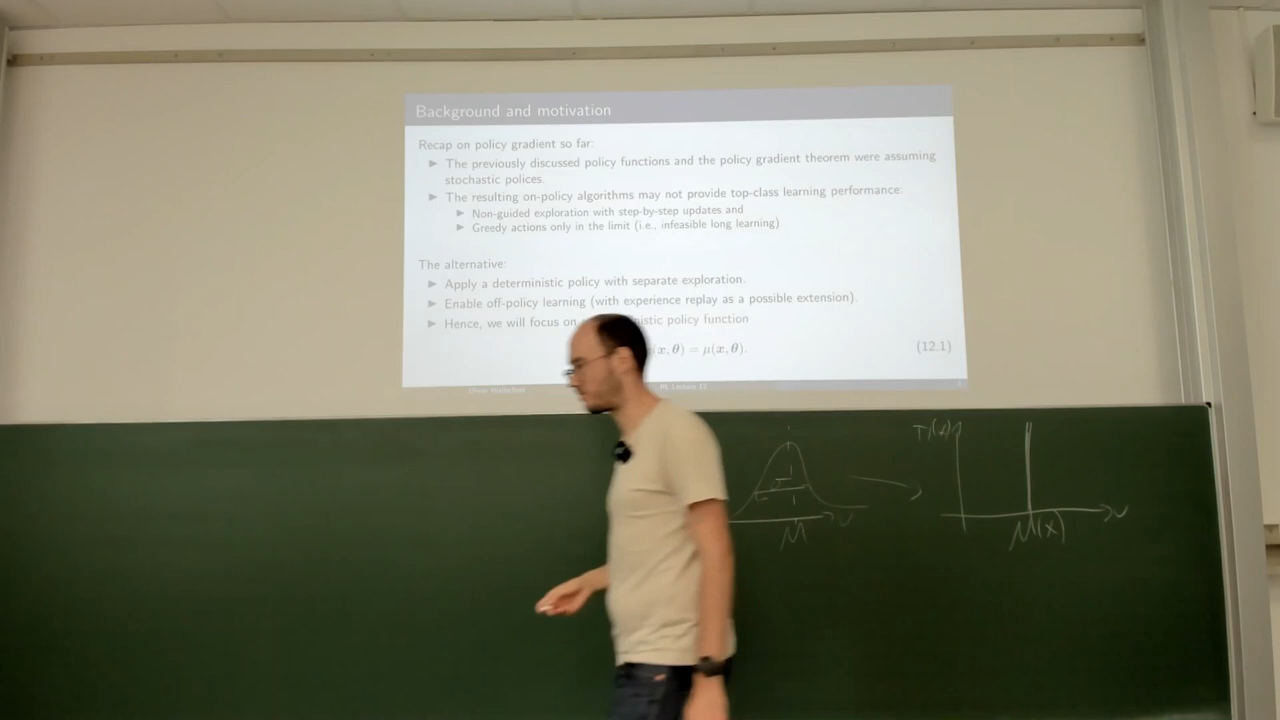 Background and motivation
Recap on policy gradient so far:
► The previously discussed policy functions and the policy gradient theorem were assuming
stochastic polices.
► The resulting on-policy algorithms may not provide top-class learning performance:
► Non-guided exploration with step-by-step updates and
► Greedy actions only in the limit (i.e., infeasible long learning)
The alternative:
► Apply a deterministic policy with separate exploration.
► Enable off-policy learning (with experience replay as a possible extension).
► Hence, we will focus on nistic policy function
(x, θ) = μ(x, θ). (12.1)
ML Lecture 12
σ
μ
μ(x)